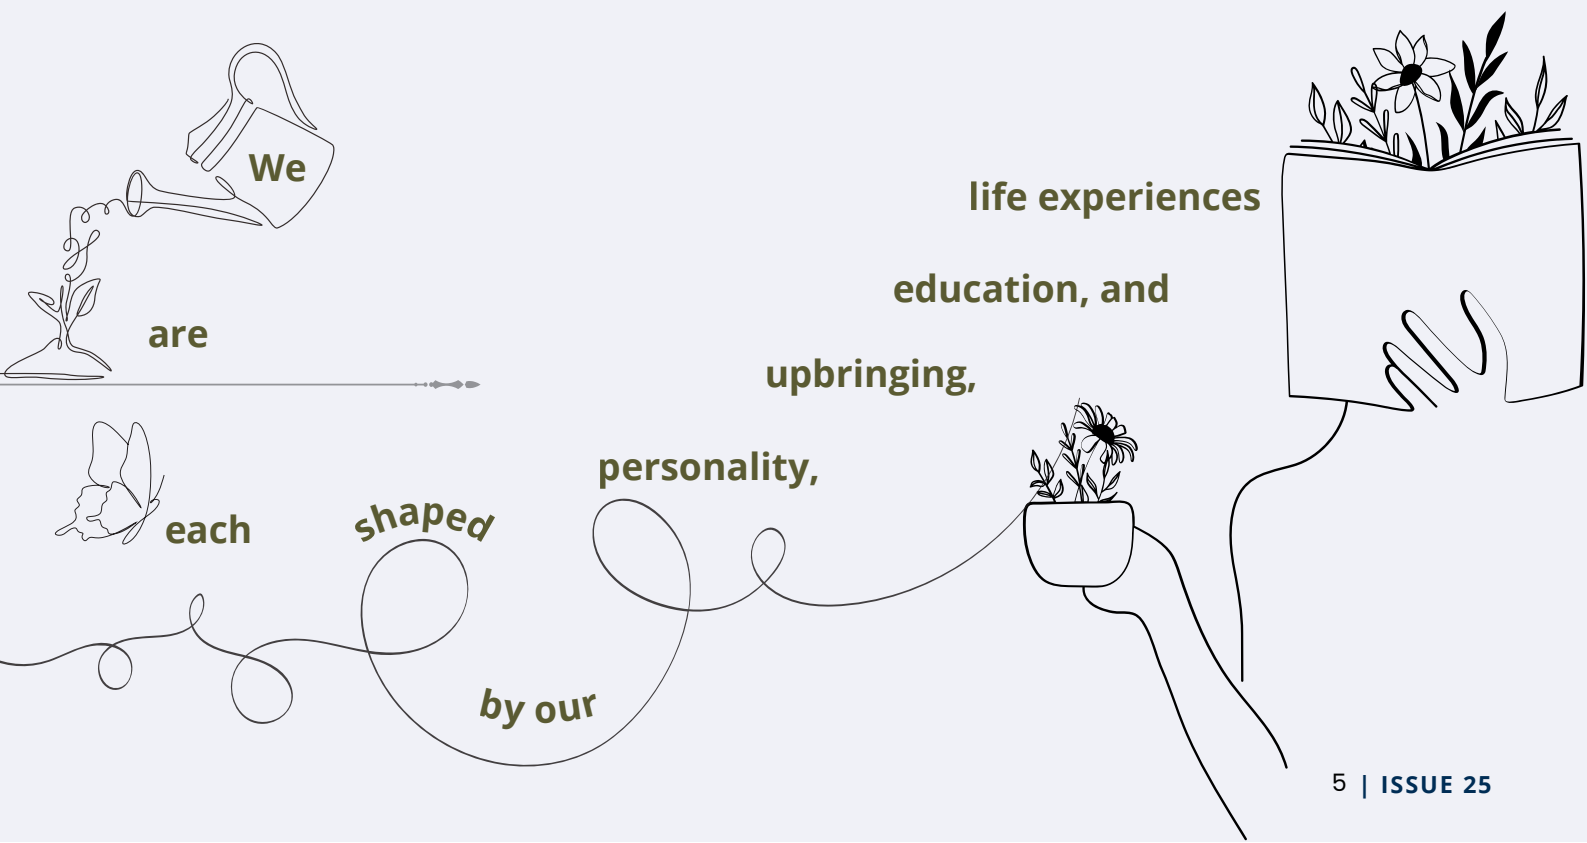 We
are
each
shaped
by our
personality,
upbringing,
education, and
life experiences
5 | ISSUE 25